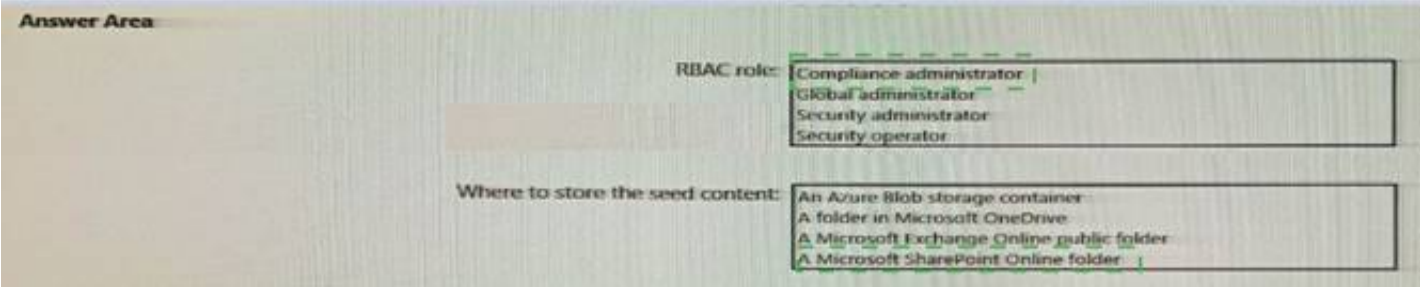 Answer Area
RBAC role:
Compliance administrator
Global administrator
Security administrator
Security operator
Where to store the seed content:
An Azure Blob storage container
A folder in Microsoft OneDrive
A Microsoft Exchange Online public folder
A Microsoft SharePoint Online folder